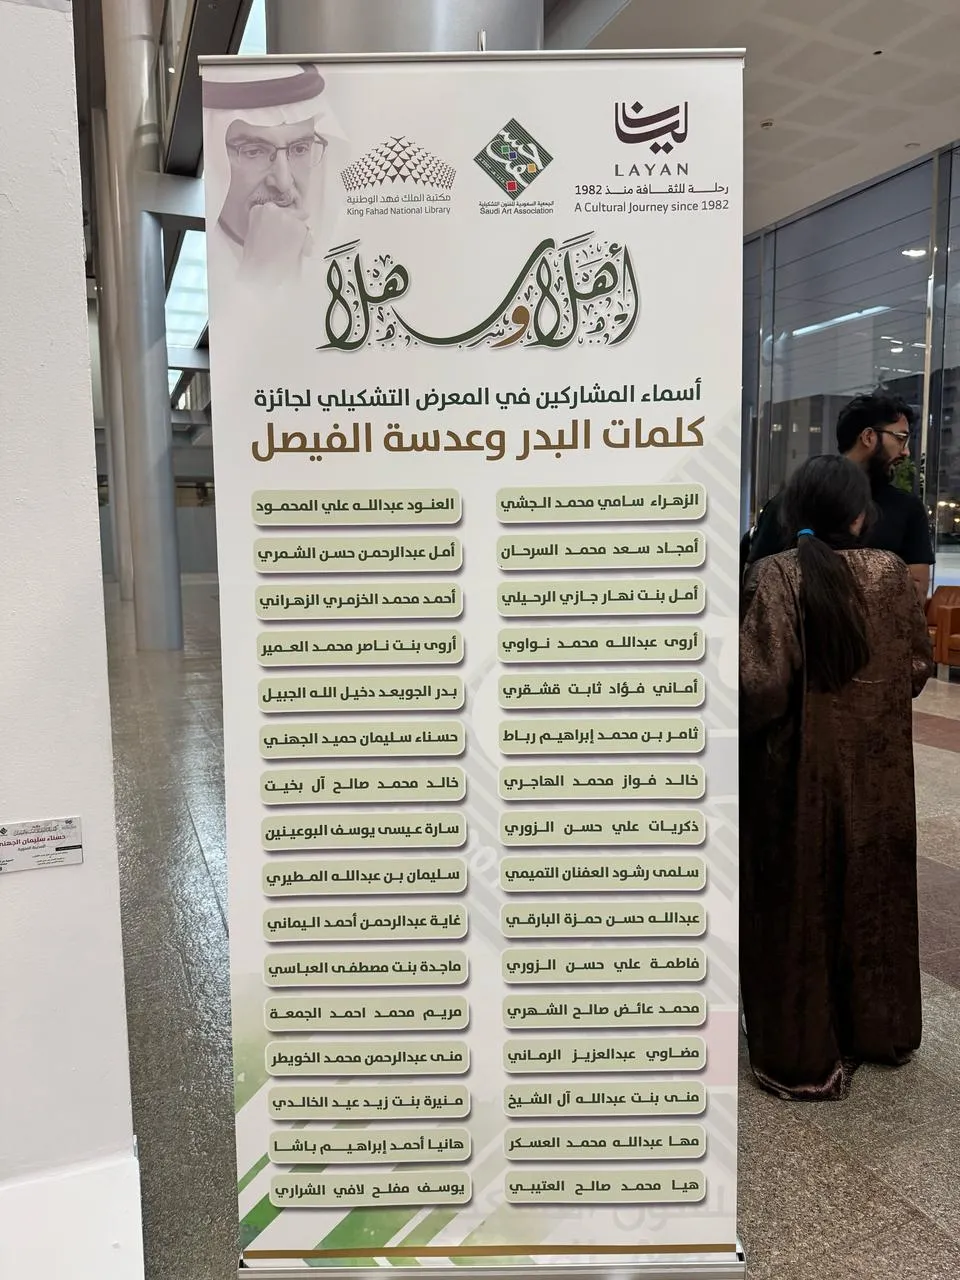 ليان
LAYAN
رحلــــة للثقــــافة منــــذ 1982
A Cultural Journey since 1982
الجمعية السعودية للفنون التشكيلية
Saudi Art Association
مكتبة الملك فهد الوطنية
King Fahad National Library
أهلا وسهلا
أسماء المشاركين في المعرض التشكيلي لجائزة
كلمات البدر وعدسة الفيصل
الزهراء سامي محمد الجشي
العنود عبدالله علي المحمود
أمجاد سعد محمد السرحان
أمل عبدالرحمن حسن الشمري
أمل بنت نهار جازي الرحيلي
أحمد محمد الخزمري الزهراني
أروى عبدالله محمد نواوي
أروى بنت ناصر محمد العمير
أماني فؤاد ثابت قشقري
بدر الجويعد دخيل الله الجبيل
ثامر بن محمد إبراهيم رباط
حسناء سليمان حميد الجهني
خالد فواز محمد الهاجري
خالد محمد صالح آل بخيت
ذكريات علي حسن الزوري
سارة عيسى يوسف البوعينين
سلمى رشود العفنان التميمي
سليمان بن عبدالله المطيري
عبدالله حسن حمزة البارقي
غاية عبدالرحمن أحمد اليماني
فاطمة علي حسن الزوري
ماجدة بنت مصطفى العباسي
محمد عائض صالح الشهري
مريم محمد احمد الجمعة
مضاوي عبدالعزيز الرماني
منى عبدالرحمن محمد الخويطر
منى بنت عبدالله آل الشيخ
منيرة بنت زيد عيد الخالدي
مها عبدالله محمد العسكر
هانيا أحمد إبراهيم باشا
هيا محمد صالح العتيبي
يوسف مفلح لافي الشراري
حسناء سليمان الجهني
المدينة المنورة